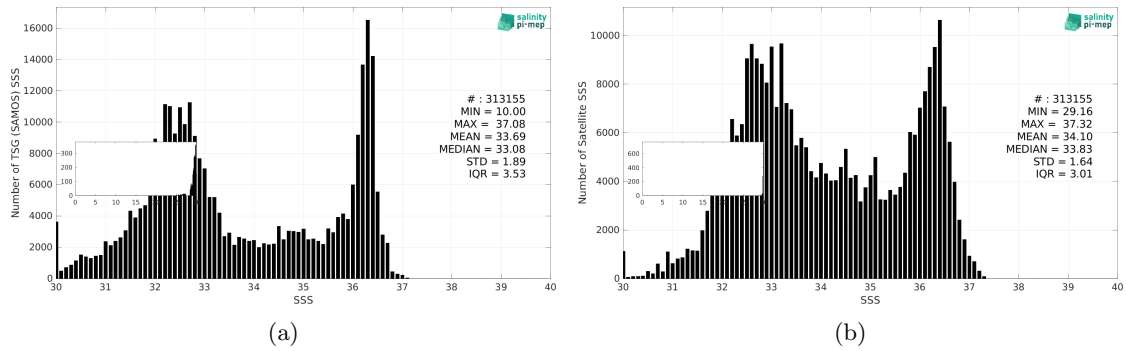 salinity
pi-mep
Number of TSG (SAMOS) SSS
16000
14000
12000
10000
8000
6000
4000
2000
0
# : 313155
MIN = 10.00
MAX = 37.08
MEAN = 33.69
MEDIAN = 33.08
STD = 1.89
IQR = 3.53
300
200
100
0
0 5 10 15 20
30 31 32 33 34 35 36 37 38 39 40
SSS
(a)
salinity
pi-mep
Number of Satellite SSS
10000
8000
6000
4000
2000
0
# : 313155
MIN = 29.16
MAX = 37.32
MEAN = 34.10
MEDIAN = 33.83
STD = 1.64
IQR = 3.01
600
400
200
0
0 5 10 15 20
30 31 32 33 34 35 36 37 38 39 40
SSS
(b)